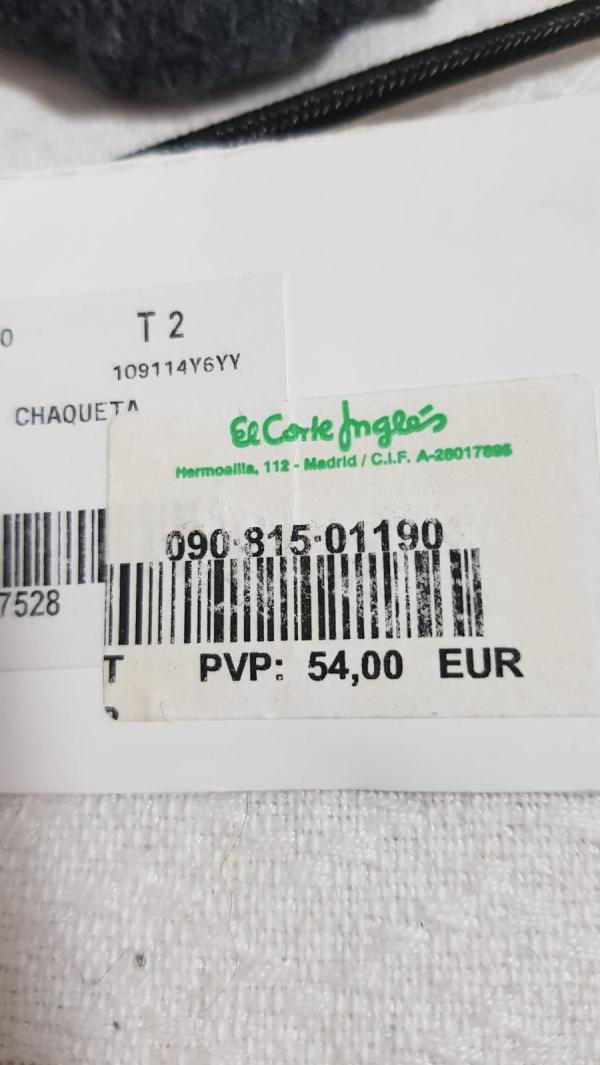 0
T 2
109114Y6YY
CHAQUETA
7528
El Corte Inglés
Hermosilla, 112 - Madrid / C.I.F. A-28017895
090-815-01190
T
PVP: 54,00 EUR